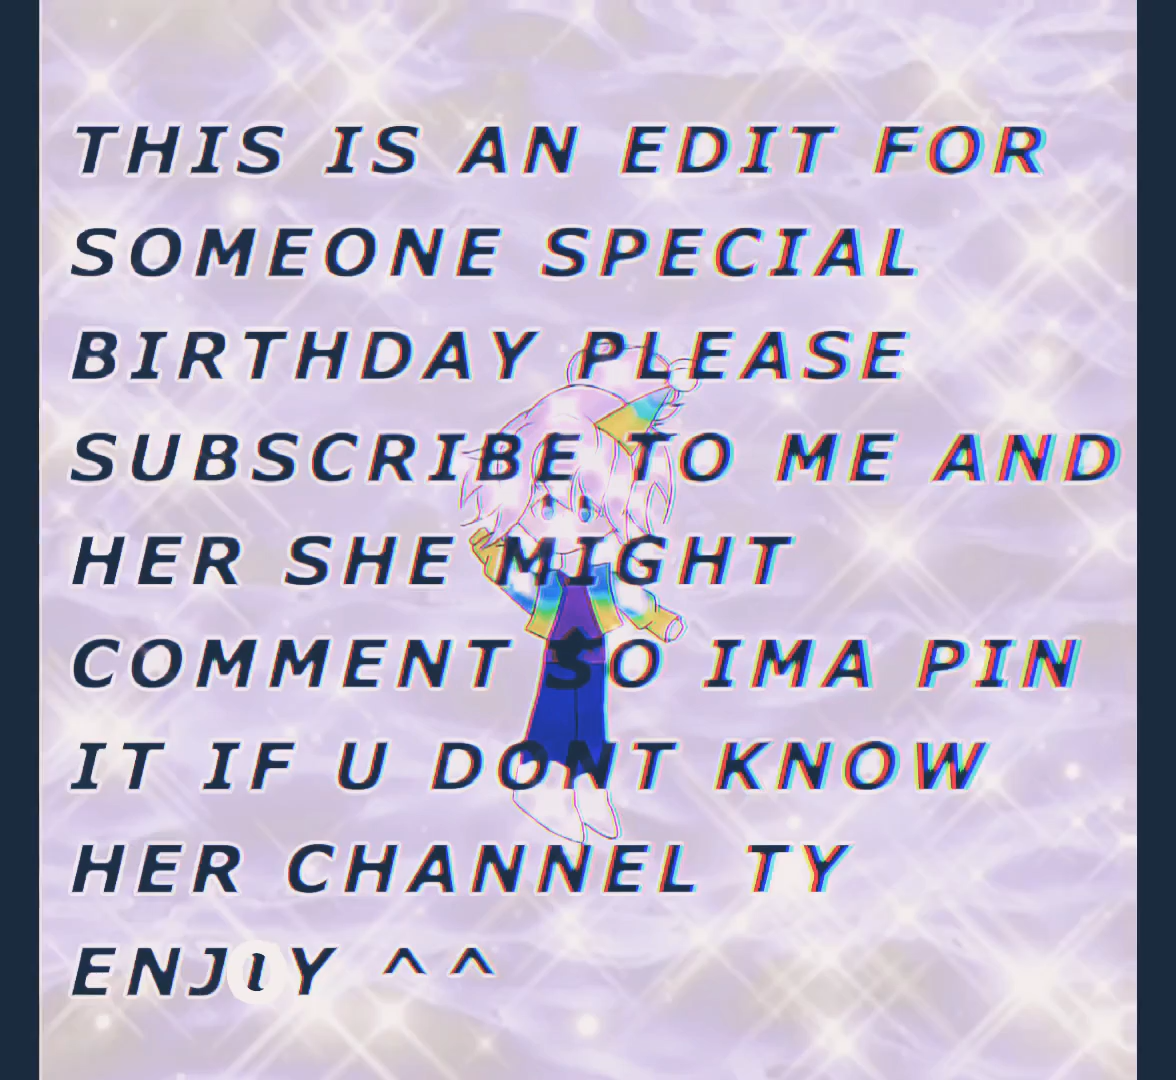 THIS IS AN EDIT FOR
SOMEONE SPECIAL
BIRTHDAY PLEASE
SUBSCRIBE TO ME AND
HER SHE MIGHT
COMMENT SO IMA PIN
IT IF U DONT KNOW
HER CHANNEL TY
ENJIY ^^